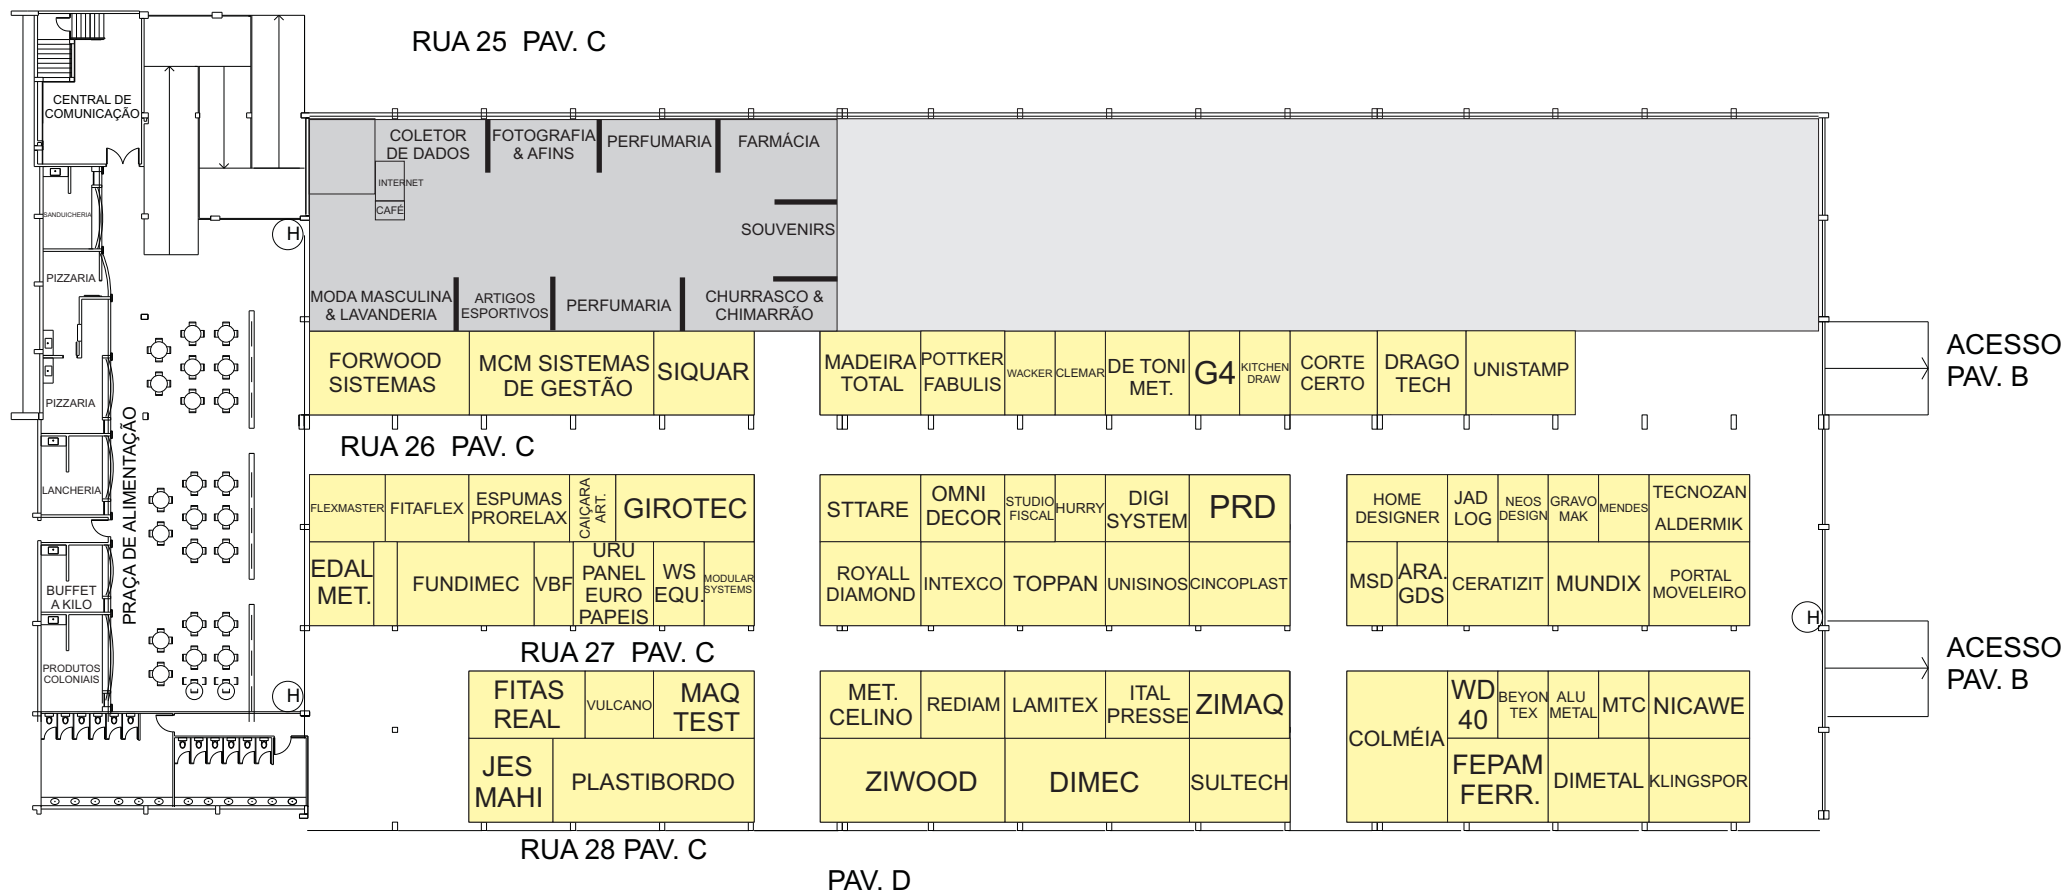 RUA 25  PAV. C
CENTRAL DE
COMUNICAÇÃO
COLETOR
DE DADOS
FOTOGRAFIA
& AFINS
PERFUMARIA
FARMÁCIA
INTERNET
CAFÉ
SANDUICHERIA
H
SOUVENIRS
PIZZARIA
MODA MASCULINA
& LAVANDERIA
ARTIGOS
ESPORTIVOS
PERFUMARIA
CHURRASCO &
CHIMARRÃO
FORWOOD
SISTEMAS
MCM SISTEMAS
DE GESTÃO
SIQUAR
MADEIRA
TOTAL
POTTKER
FABULIS
WACKER
CLEMAR
DE TONI
MET.
G4
KITCHEN
DRAW
CORTE
CERTO
DRAGO
TECH
UNISTAMP
ACESSO
PAV. B
PIZZARIA
PRAÇA DE ALIMENTAÇÃO
RUA 26  PAV. C
LANCHERIA
FLEXMASTER
FITAFLEX
ESPUMAS
PRORELAX
CAIÇARA
ART.
GIROTEC
STTARE
OMNI
DECOR
STUDIO
FISCAL
HURRY
DIGI
SYSTEM
PRD
HOME
DESIGNER
JAD
LOG
NEOS
DESIGN
GRAVO
MAK
MENDES
TECNOZAN
ALDERMIK
BUFFET
A KILO
EDAL
MET.
FUNDIMEC
VBF
URU
PANEL
EURO
PAPEIS
WS
EQU.
MODULAR
SYSTEMS
ROYALL
DIAMOND
INTEXCO
TOPPAN
UNISINOS
CINCOPLAST
MSD
ARA.
GDS
CERATIZIT
MUNDIX
PORTAL
MOVELEIRO
H
RUA 27  PAV. C
ACESSO
PAV. B
PRODUTOS
COLONIAIS
H
FITAS
REAL
VULCANO
MAQ
TEST
MET.
CELINO
REDIAM
LAMITEX
ITAL
PRESSE
ZIMAQ
COLMÉIA
WD
40
BEYON
TEX
ALU
METAL
MTC
NICAWE
JES
MAHI
PLASTIBORDO
ZIWOOD
DIMEC
SULTECH
FEPAM
FERR.
DIMETAL
KLINGSPOR
RUA 28 PAV. C
PAV. D